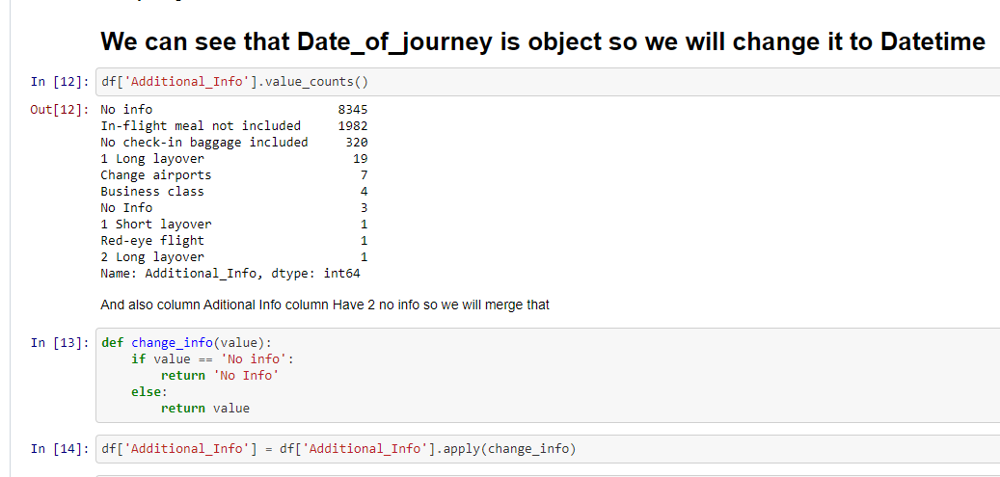 We can see that Date_of_journey is object so we will change it to Datetime
In [12]: df['Additional_Info'].value_counts()
Out[12]: No info 8345
In-flight meal not included 1982
No check-in baggage included 320
1 Long layover 19
Change airports 7
Business class 4
No Info 3
1 Short layover 1
Red-eye flight 1
2 Long layover 1
Name: Additional_Info, dtype: int64
And also column Aditional Info column Have 2 no info so we will merge that
In [13]: def change_info(value):
if value == 'No info':
return 'No Info'
else:
return value
In [14]: df['Additional_Info'] = df['Additional_Info'].apply(change_info)